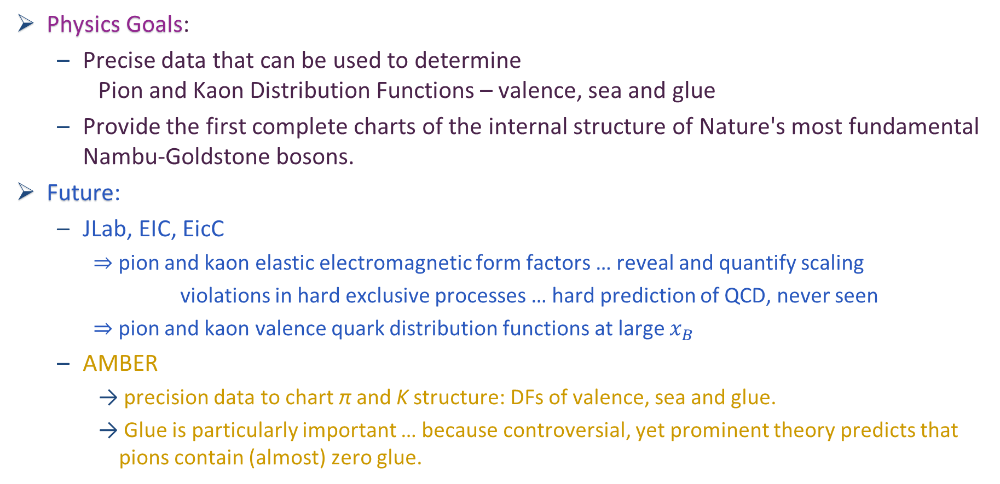 ➢ Physics Goals:
– Precise data that can be used to determine
Pion and Kaon Distribution Functions – valence, sea and glue
– Provide the first complete charts of the internal structure of Nature's most fundamental
Nambu-Goldstone bosons.
➢ Future:
– JLab, EIC, EicC
⇒ pion and kaon elastic electromagnetic form factors … reveal and quantify scaling
violations in hard exclusive processes … hard prediction of QCD, never seen
⇒ pion and kaon valence quark distribution functions at large x_B
– AMBER
→ precision data to chart π and K structure: DFs of valence, sea and glue.
→ Glue is particularly important … because controversial, yet prominent theory predicts that
pions contain (almost) zero glue.